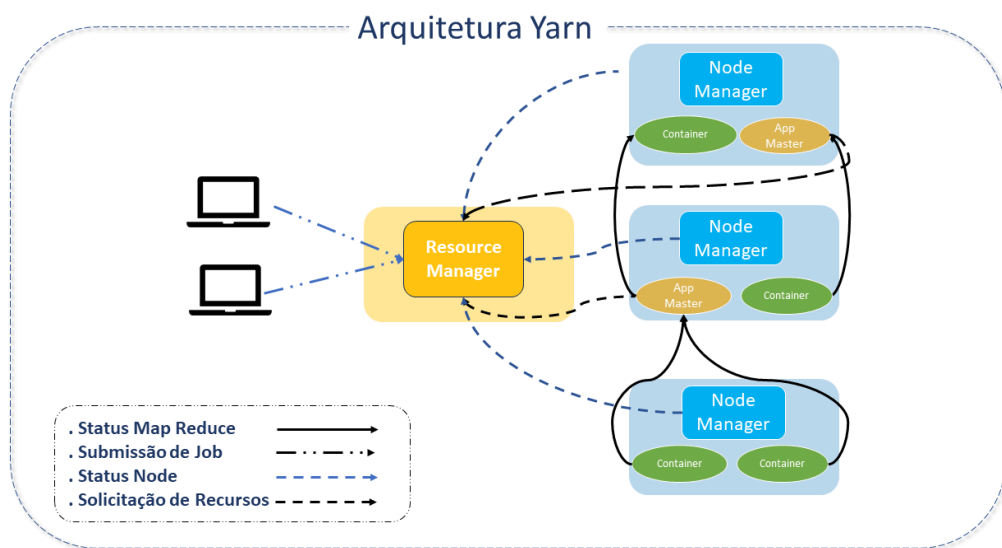 Arquitetura Yarn
Node
Manager
Container
App
Master
Resource
Manager
Node
Manager
App
Master
Container
Node
Manager
Container
Container
. Status Map Reduce
. Submissão de Job
. Status Node
. Solicitação de Recursos